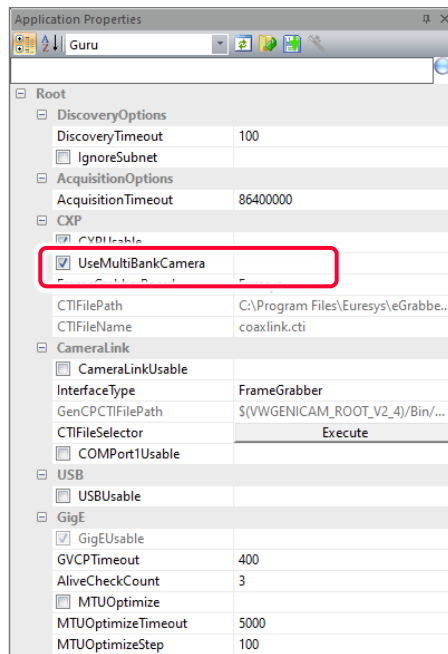 Application Properties
Guru
Root
DiscoveryOptions
DiscoveryTimeout 100
IgnoreSubnet
AcquisitionOptions
AcquisitionTimeout 86400000
CXP
CXPUsable
UseMultiBankCamera
CTIFilePath C:\Program Files\Euresys\eGrabbe...
CTIFileName coaxlink.cti
CameraLink
CameraLinkUsable
InterfaceType FrameGrabber
GenCPCTIFilePath $(VWGENICAM_ROOT_V2_4)/Bin/...
CTIFileSelector Execute
COMPort1Usable
USB
USBUsable
GigE
GigEUsable
GVCPTimeout 400
AliveCheckCount 3
MTUOptimize
MTUOptimizeTimeout 5000
MTUOptimizeStep 100